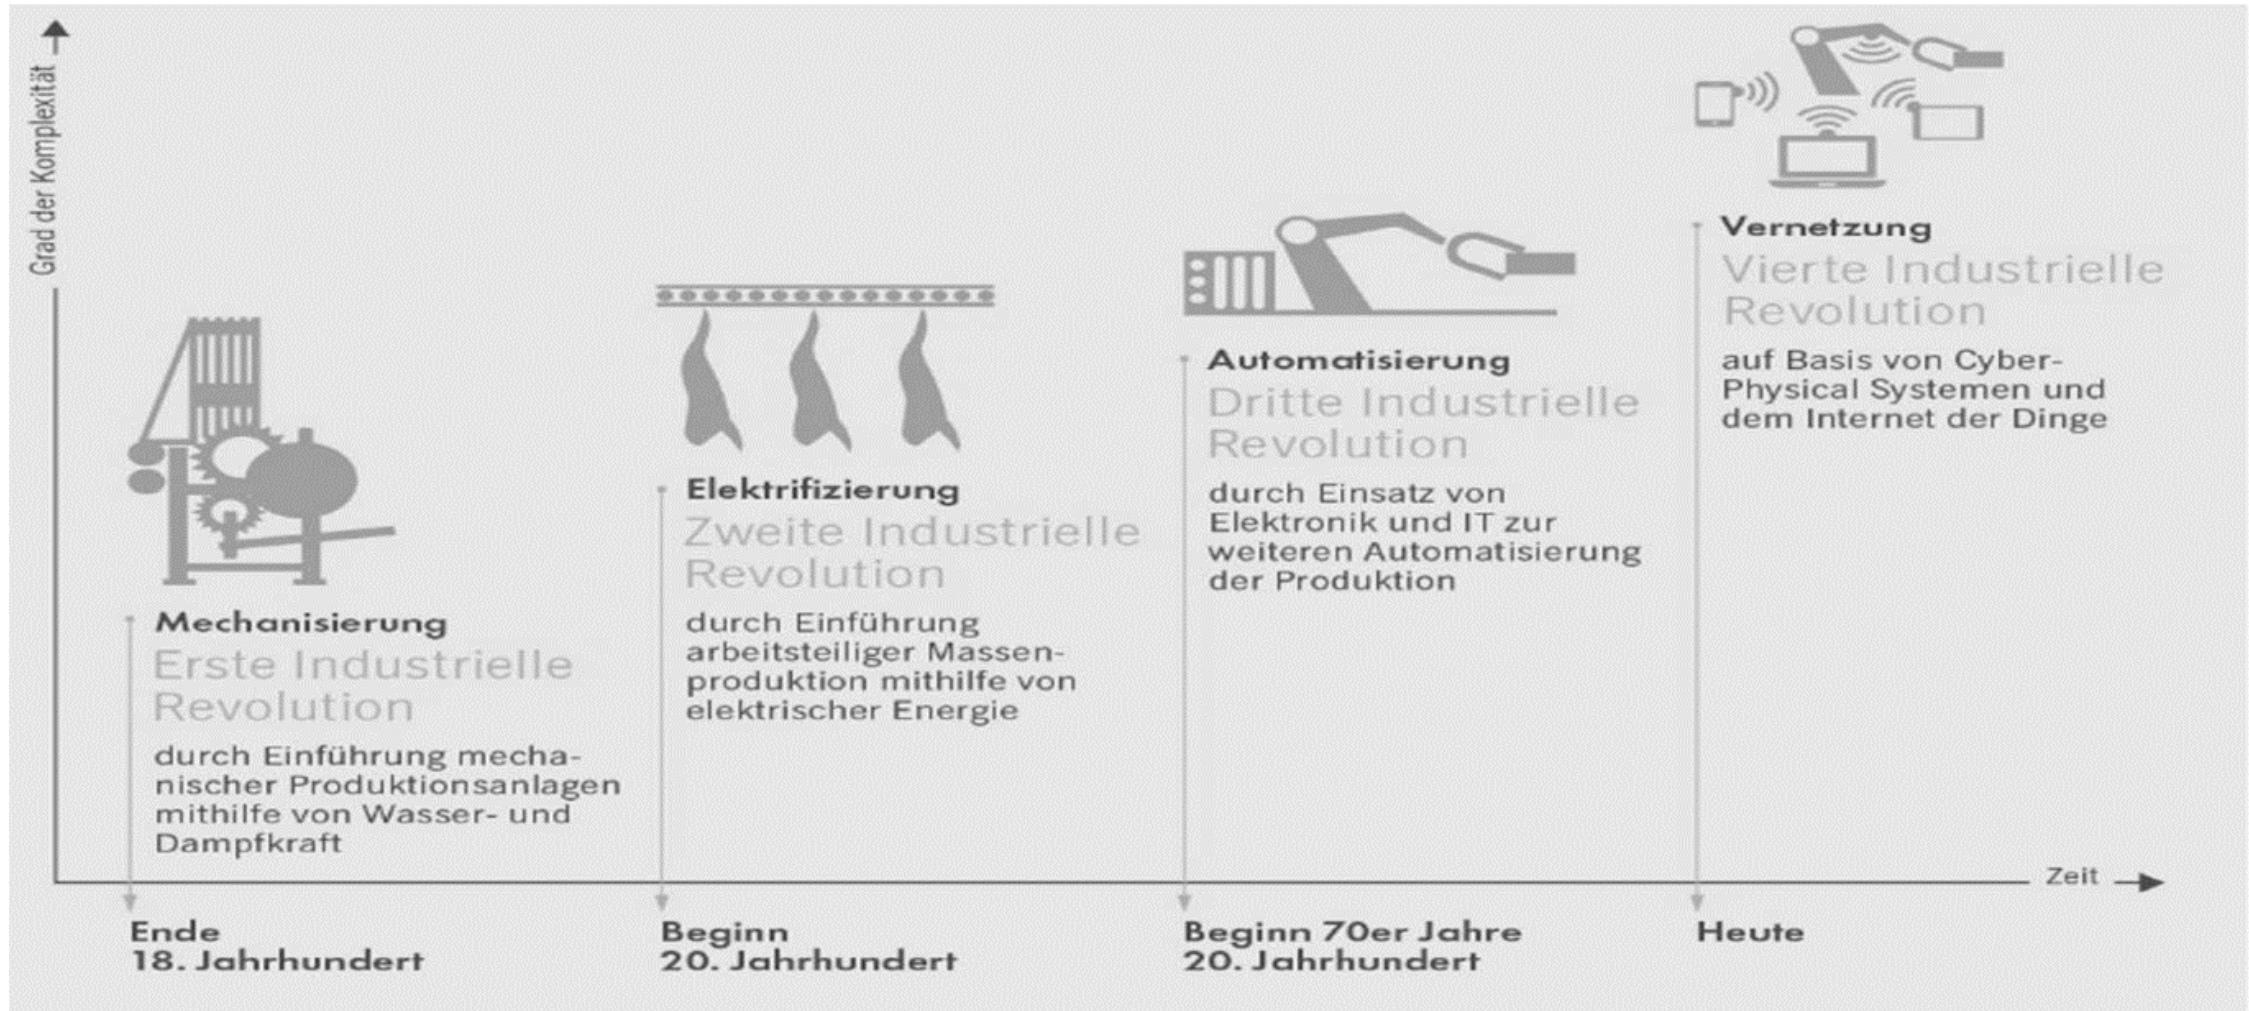 Grad der Komplexität
Mechanisierung
Erste Industrielle
Revolution
durch Einführung mecha-
nischer Produktionsanlagen
mithilfe von Wasser- und
Dampfkraft
Elektrifizierung
Zweite Industrielle
Revolution
durch Einführung
arbeitsteiliger Massen-
produktion mithilfe von
elektrischer Energie
Automatisierung
Dritte Industrielle
Revolution
durch Einsatz von
Elektronik und IT zur
weiteren Automatisierung
der Produktion
Vernetzung
Vierte Industrielle
Revolution
auf Basis von Cyber-
Physical Systemen und
dem Internet der Dinge
Zeit
Ende
18. Jahrhundert
Beginn
20. Jahrhundert
Beginn 70er Jahre
20. Jahrhundert
Heute